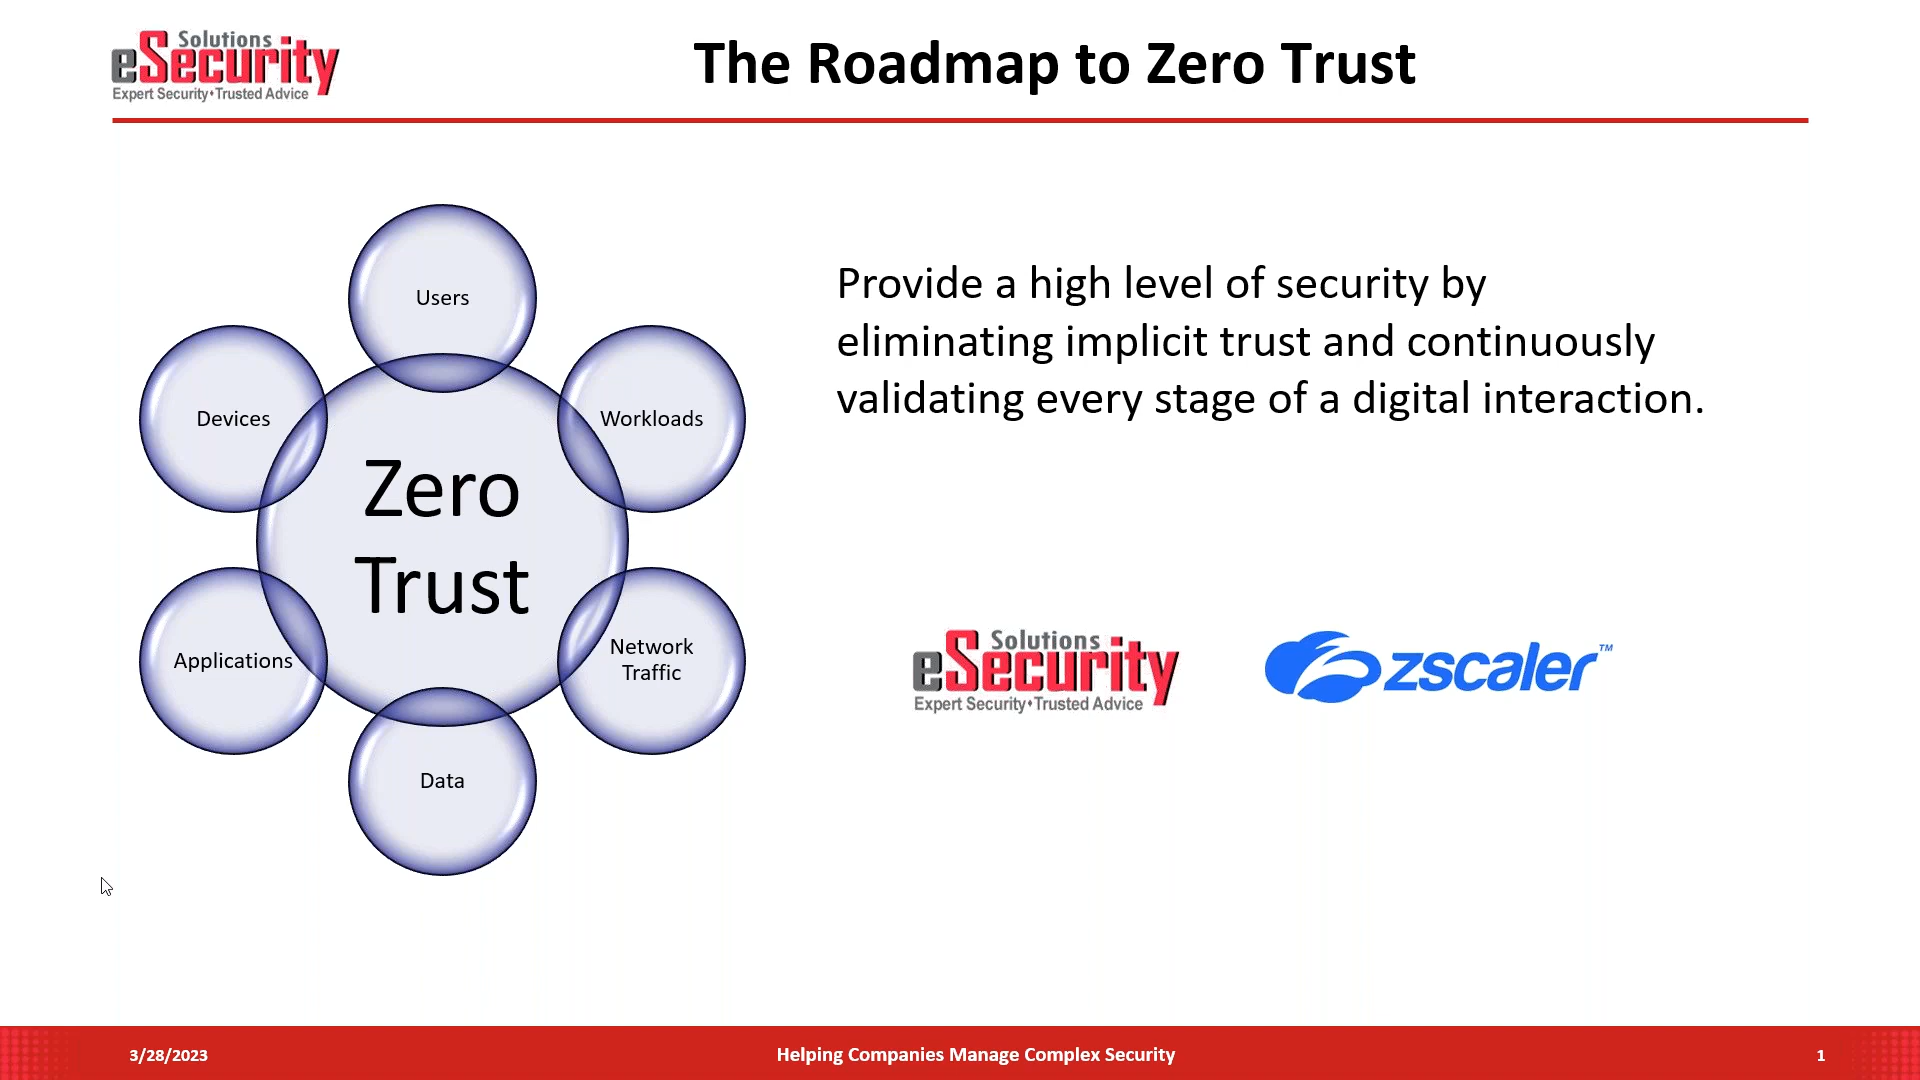 Solutions
eSecurity
Expert Security•Trusted Advice
The Roadmap to Zero Trust
Users
Devices
Workloads
Zero
Trust
Applications
Network
Traffic
Data
Provide a high level of security by
eliminating implicit trust and continuously
validating every stage of a digital interaction.
Solutions
eSecurity
Expert Security•Trusted Advice
zscaler™
3/28/2023
Helping Companies Manage Complex Security
1